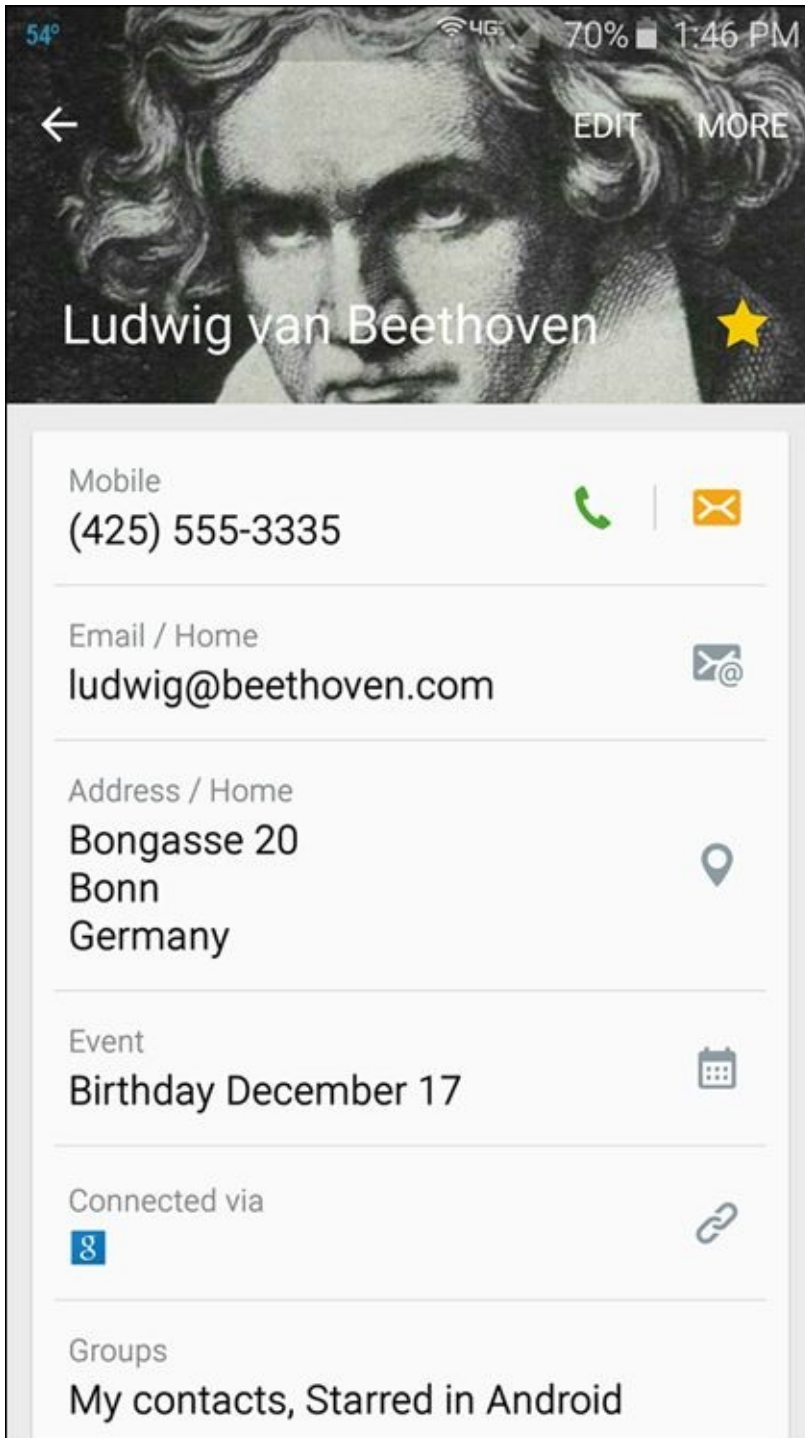 54° 4G 70% 1:46 PM
EDIT MORE
Ludwig van Beethoven
Mobile
(425) 555-3335
Email / Home
ludwig@beethoven.com
Address / Home
Bongasse 20
Bonn
Germany
Event
Birthday December 17
Connected via
g
Groups
My contacts, Starred in Android